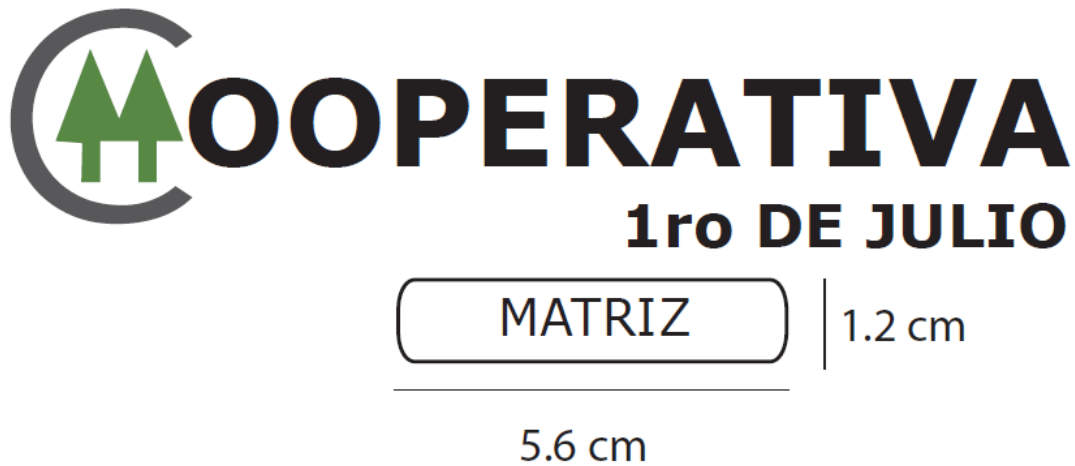 COOPERATIVA
1ro DE JULIO
MATRIZ
1.2 cm
5.6 cm